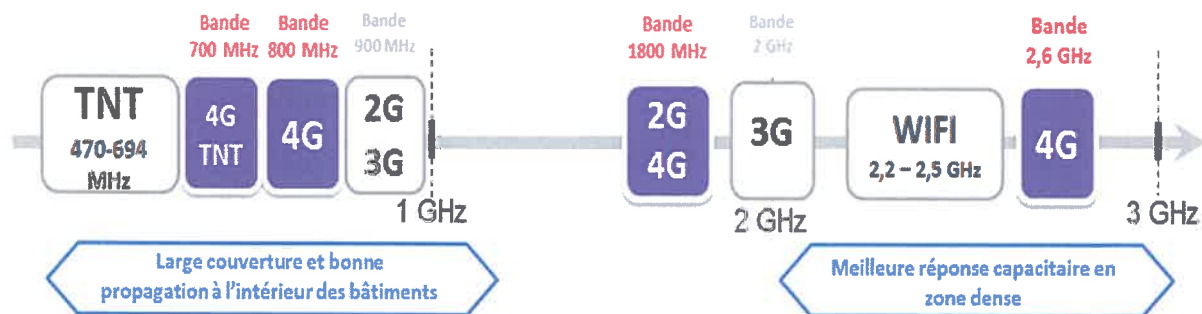 Bande
700 MHz
Bande
800 MHz
Bande
900 MHz
Bande
1800 MHz
Bande
2 GHz
Bande
2,6 GHz
TNT
470-694
MHz
4G
TNT
4G
2G
3G
2G
4G
3G
WIFI
2,2 – 2,5 GHz
4G
1 GHz
2 GHz
3 GHz
Large couverture et bonne
propagation à l'intérieur des bâtiments
Meilleure réponse capacitaire en
zone dense